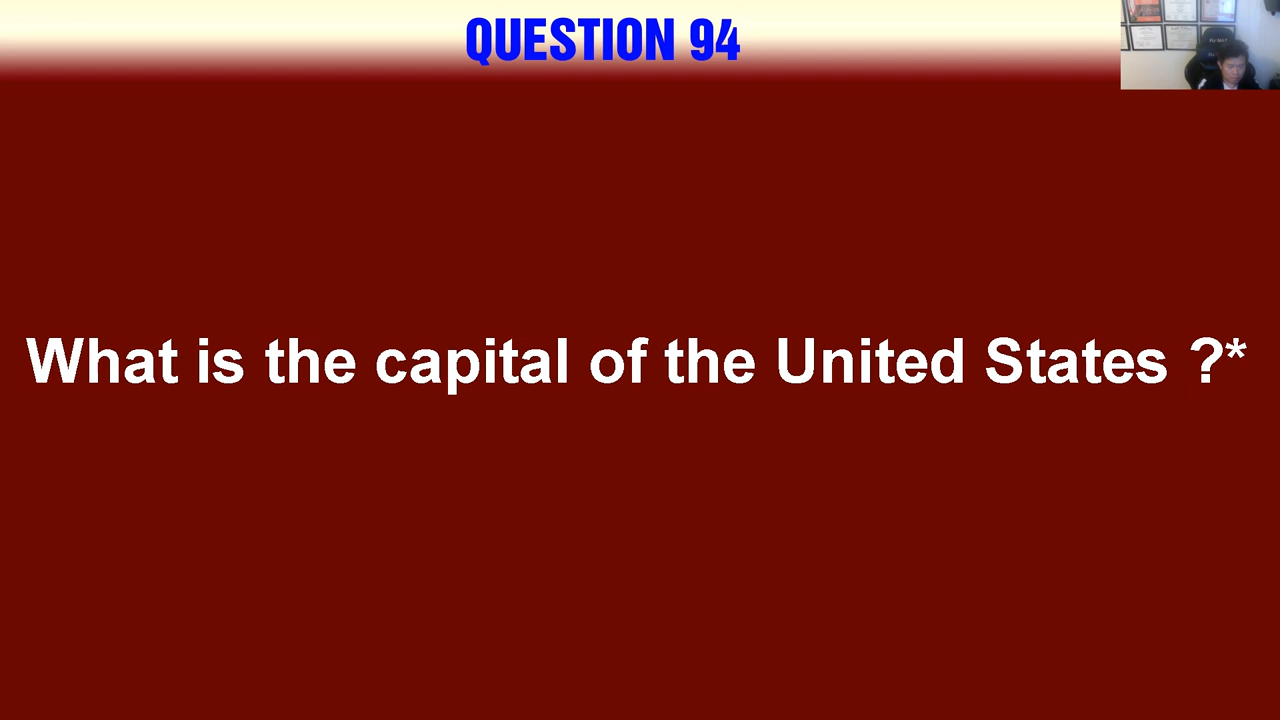 QUESTION 94
What is the capital of the United States ?*